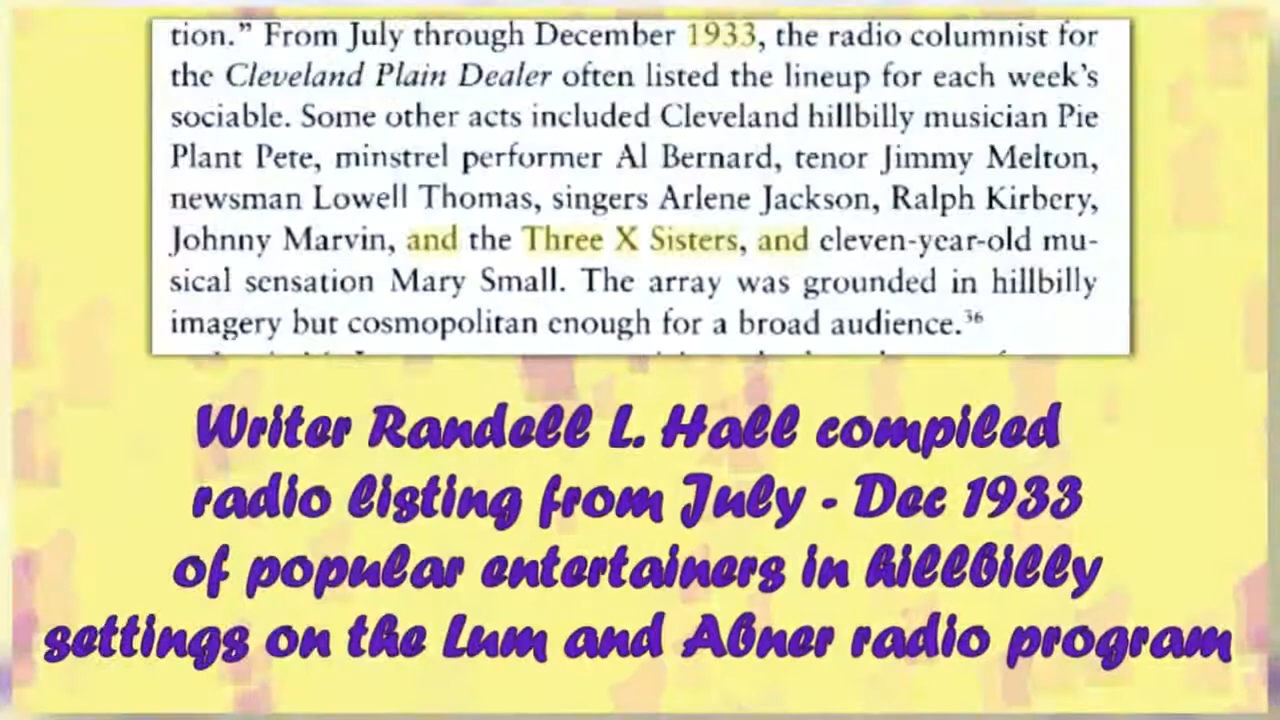 tion.” From July through December 1933, the radio columnist for
the Cleveland Plain Dealer often listed the lineup for each week’s
sociable. Some other acts included Cleveland hillbilly musician Pie
Plant Pete, minstrel performer Al Bernard, tenor Jimmy Melton,
newsman Lowell Thomas, singers Arlene Jackson, Ralph Kirbery,
Johnny Marvin, and the Three X Sisters, and eleven-year-old mu-
sical sensation Mary Small. The array was grounded in hillbilly
imagery but cosmopolitan enough for a broad audience.36
Writer Randell L. Hall compiled
radio listing from July - Dec 1933
of popular entertainers in hillbilly
settings on the Lum and Abner radio program